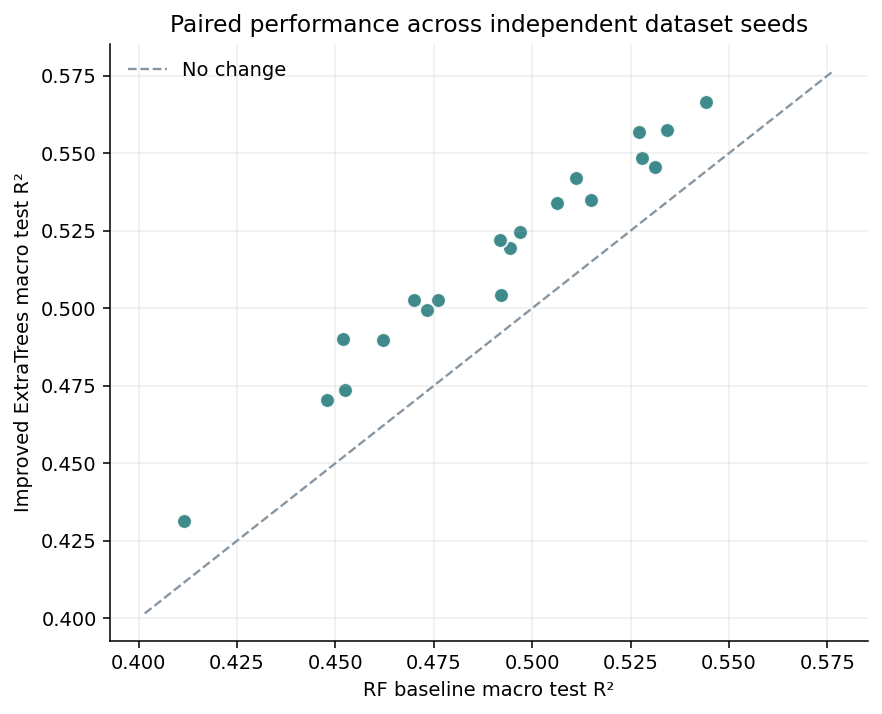 Paired performance across independent dataset seeds
No change
Improved ExtraTrees macro test R²
0.575
0.550
0.525
0.500
0.475
0.450
0.425
0.400
0.400 0.425 0.450 0.475 0.500 0.525 0.550 0.575
RF baseline macro test R²